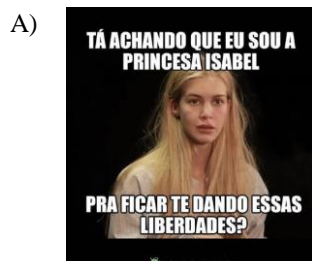 A)
TÁ ACHANDO QUE EU SOU A
PRINCESA ISABEL
PRA FICAR TE DANDO ESSAS
LIBERDADES?